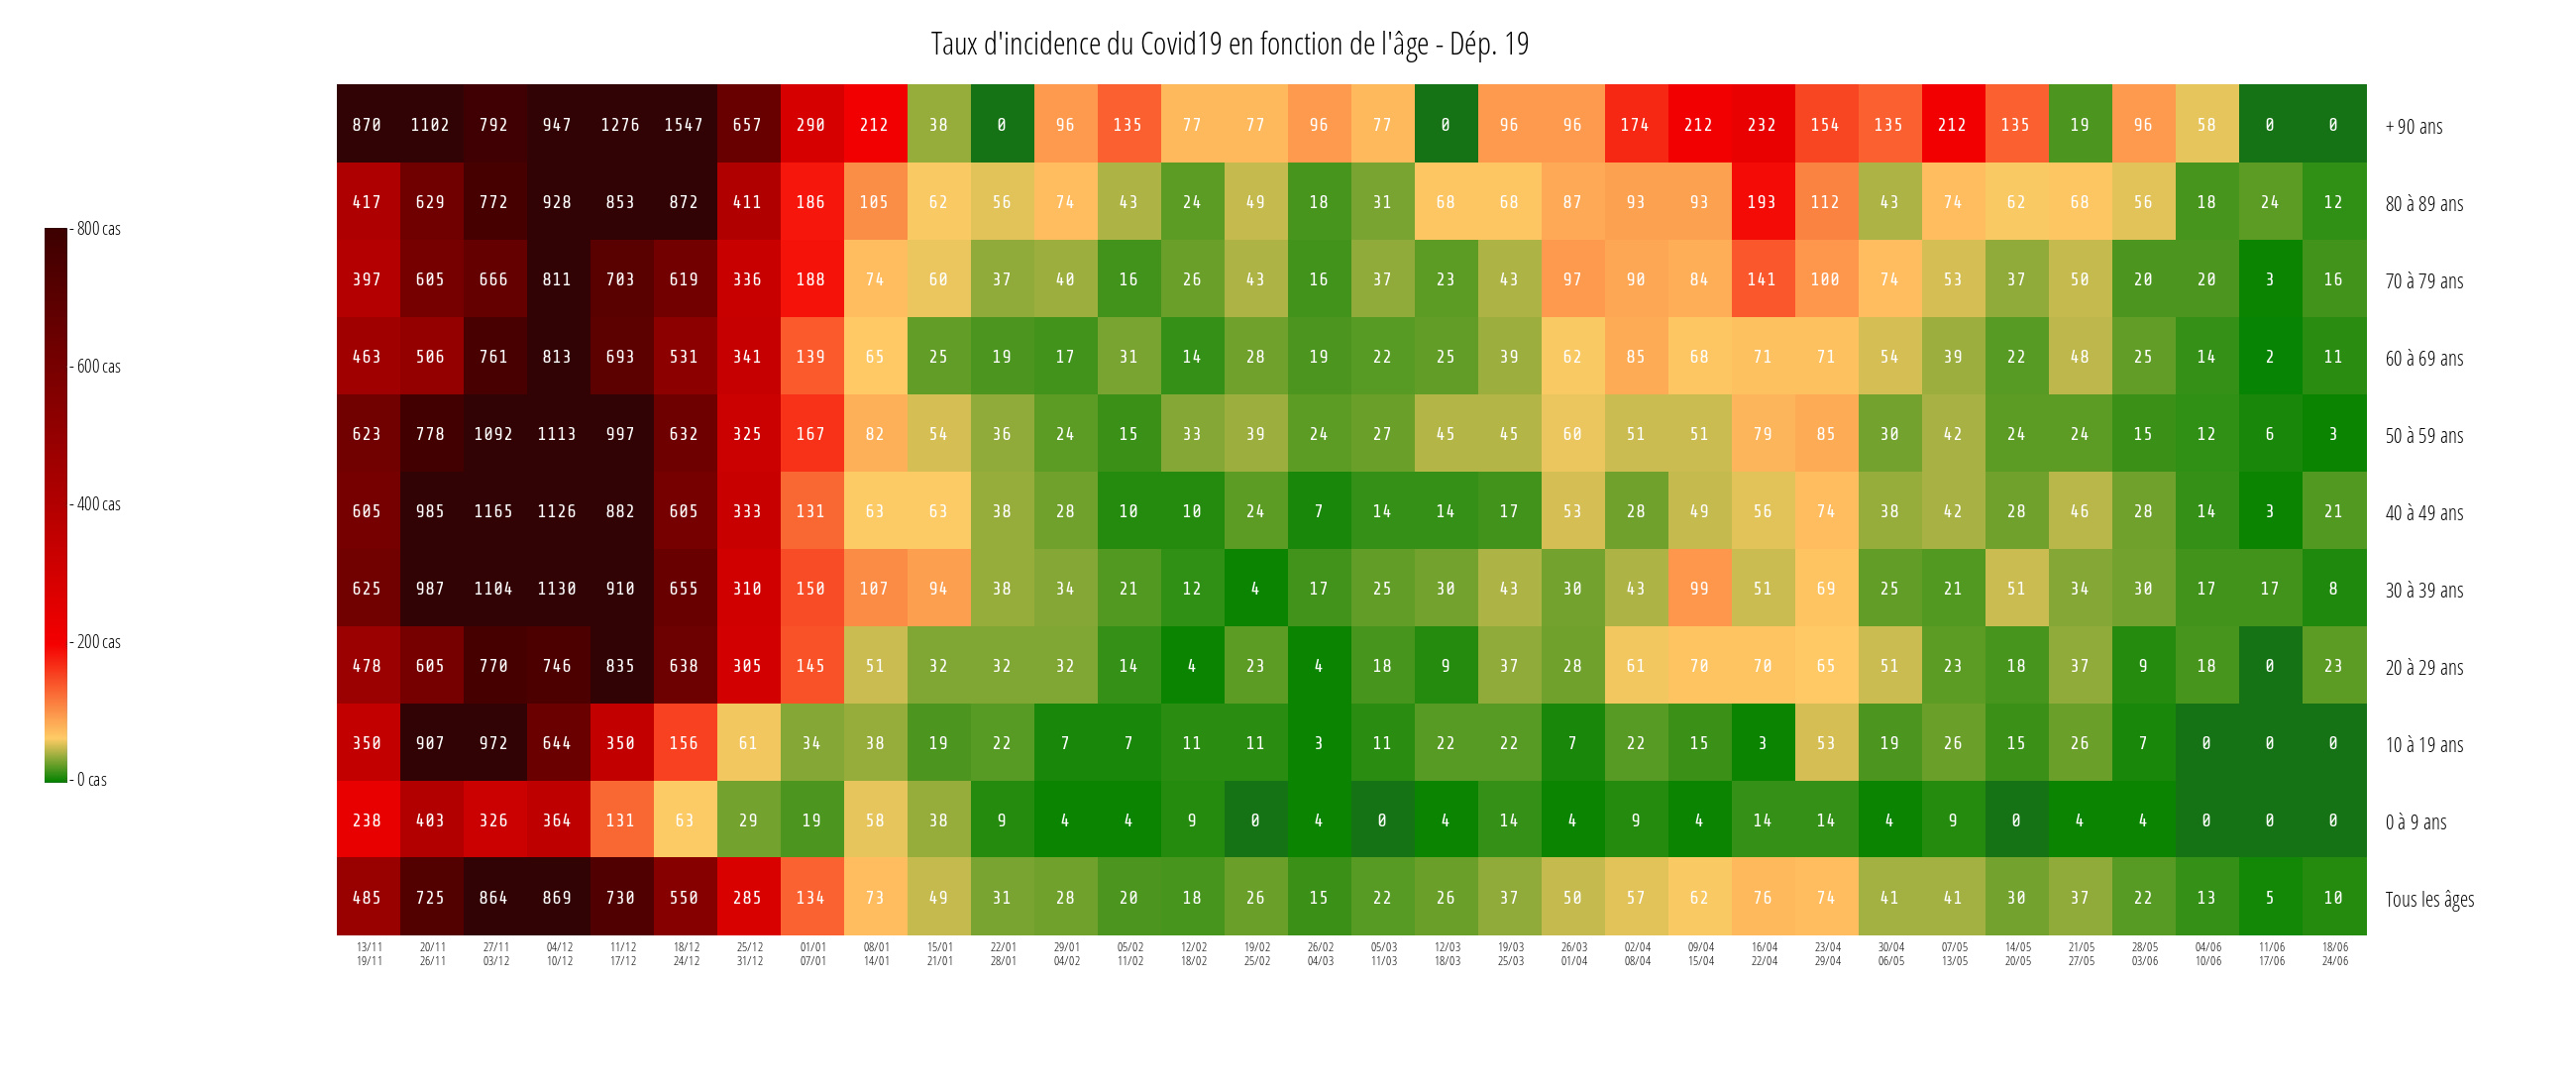 Taux d'incidence du Covid19 en fonction de l'âge - Dép. 19
870 1102 792 947 1276 1547 657 290 212 38 0 96 135 77 77 96 77 0 96 96 174 212 232 154 135 212 135 19 96 58 0 0 + 90 ans
417 629 772 928 853 872 411 186 105 62 56 74 43 24 49 18 31 68 68 87 93 93 193 112 43 74 62 68 56 18 24 12 80 à 89 ans
- 800 cas
397 605 666 811 703 619 336 188 74 60 37 40 16 26 43 16 37 23 43 97 90 84 141 100 74 53 37 50 20 20 3 16 70 à 79 ans
463 506 761 813 693 531 341 139 65 25 19 17 31 14 28 19 22 25 39 62 85 68 71 71 54 39 22 48 25 14 2 11 60 à 69 ans
- 600 cas
623 778 1092 1113 997 632 325 167 82 54 36 24 15 33 39 24 27 45 45 60 51 51 79 85 30 42 24 24 15 12 6 3 50 à 59 ans
- 400 cas
605 985 1165 1126 882 605 333 131 63 63 38 28 10 10 24 7 14 14 17 53 28 49 56 74 38 42 28 46 28 14 3 21 40 à 49 ans
625 987 1104 1130 910 655 310 150 107 94 38 34 21 12 4 17 25 30 43 30 43 99 51 69 25 21 51 34 30 17 17 8 30 à 39 ans
- 200 cas
478 605 770 746 835 638 305 145 51 32 32 32 14 4 23 4 18 9 37 28 61 70 70 65 51 23 18 37 9 18 0 23 20 à 29 ans
350 907 972 644 350 156 61 34 38 19 22 7 7 11 11 3 11 22 22 7 22 15 3 53 19 26 15 26 7 0 0 0 10 à 19 ans
- 0 cas
238 403 326 364 131 63 29 19 58 38 9 4 4 9 0 4 0 4 14 4 9 4 14 14 4 9 0 4 4 0 0 0 0 à 9 ans
485 725 864 869 730 550 285 134 73 49 31 28 20 18 26 15 22 26 37 50 57 62 76 74 41 41 30 37 22 13 5 10 Tous les âges
13/11 20/11 27/11 04/12 11/12 18/12 25/12 01/01 08/01 15/01 22/01 29/01 05/02 12/02 19/02 26/02 05/03 12/03 19/03 26/03 02/04 09/04 16/04 23/04 30/04 07/05 14/05 21/05 28/05 04/06 11/06 18/06
19/11 26/11 03/12 10/12 17/12 24/12 31/12 07/01 14/01 21/01 28/01 04/02 11/02 18/02 25/02 04/03 11/03 18/03 25/03 01/04 08/04 15/04 22/04 29/04 06/05 13/05 20/05 27/05 03/06 10/06 17/06 24/06